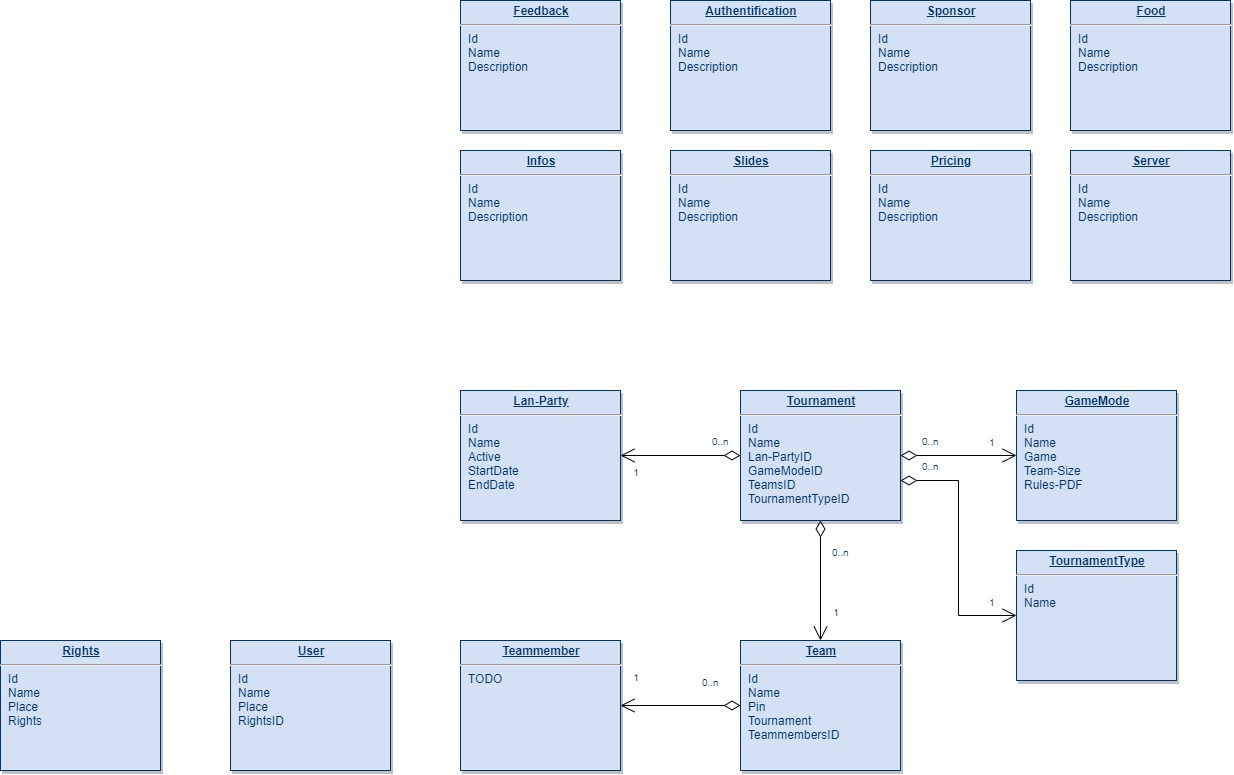 Feedback
Id
Name
Description
Authentification
Id
Name
Description
Sponsor
Id
Name
Description
Food
Id
Name
Description
Infos
Id
Name
Description
Slides
Id
Name
Description
Pricing
Id
Name
Description
Server
Id
Name
Description
Lan-Party
Id
Name
Active
StartDate
EndDate
0..n
1
Tournament
Id
Name
Lan-PartyID
GameModeID
TeamsID
TournamentTypeID
0..n
1
0..n
GameMode
Id
Name
Game
Team-Size
Rules-PDF
0..n
1
TournamentType
Id
Name
1
Rights
Id
Name
Place
Rights
User
Id
Name
Place
RightsID
Teammember
TODO
1
0..n
Team
Id
Name
Pin
Tournament
TeammembersID